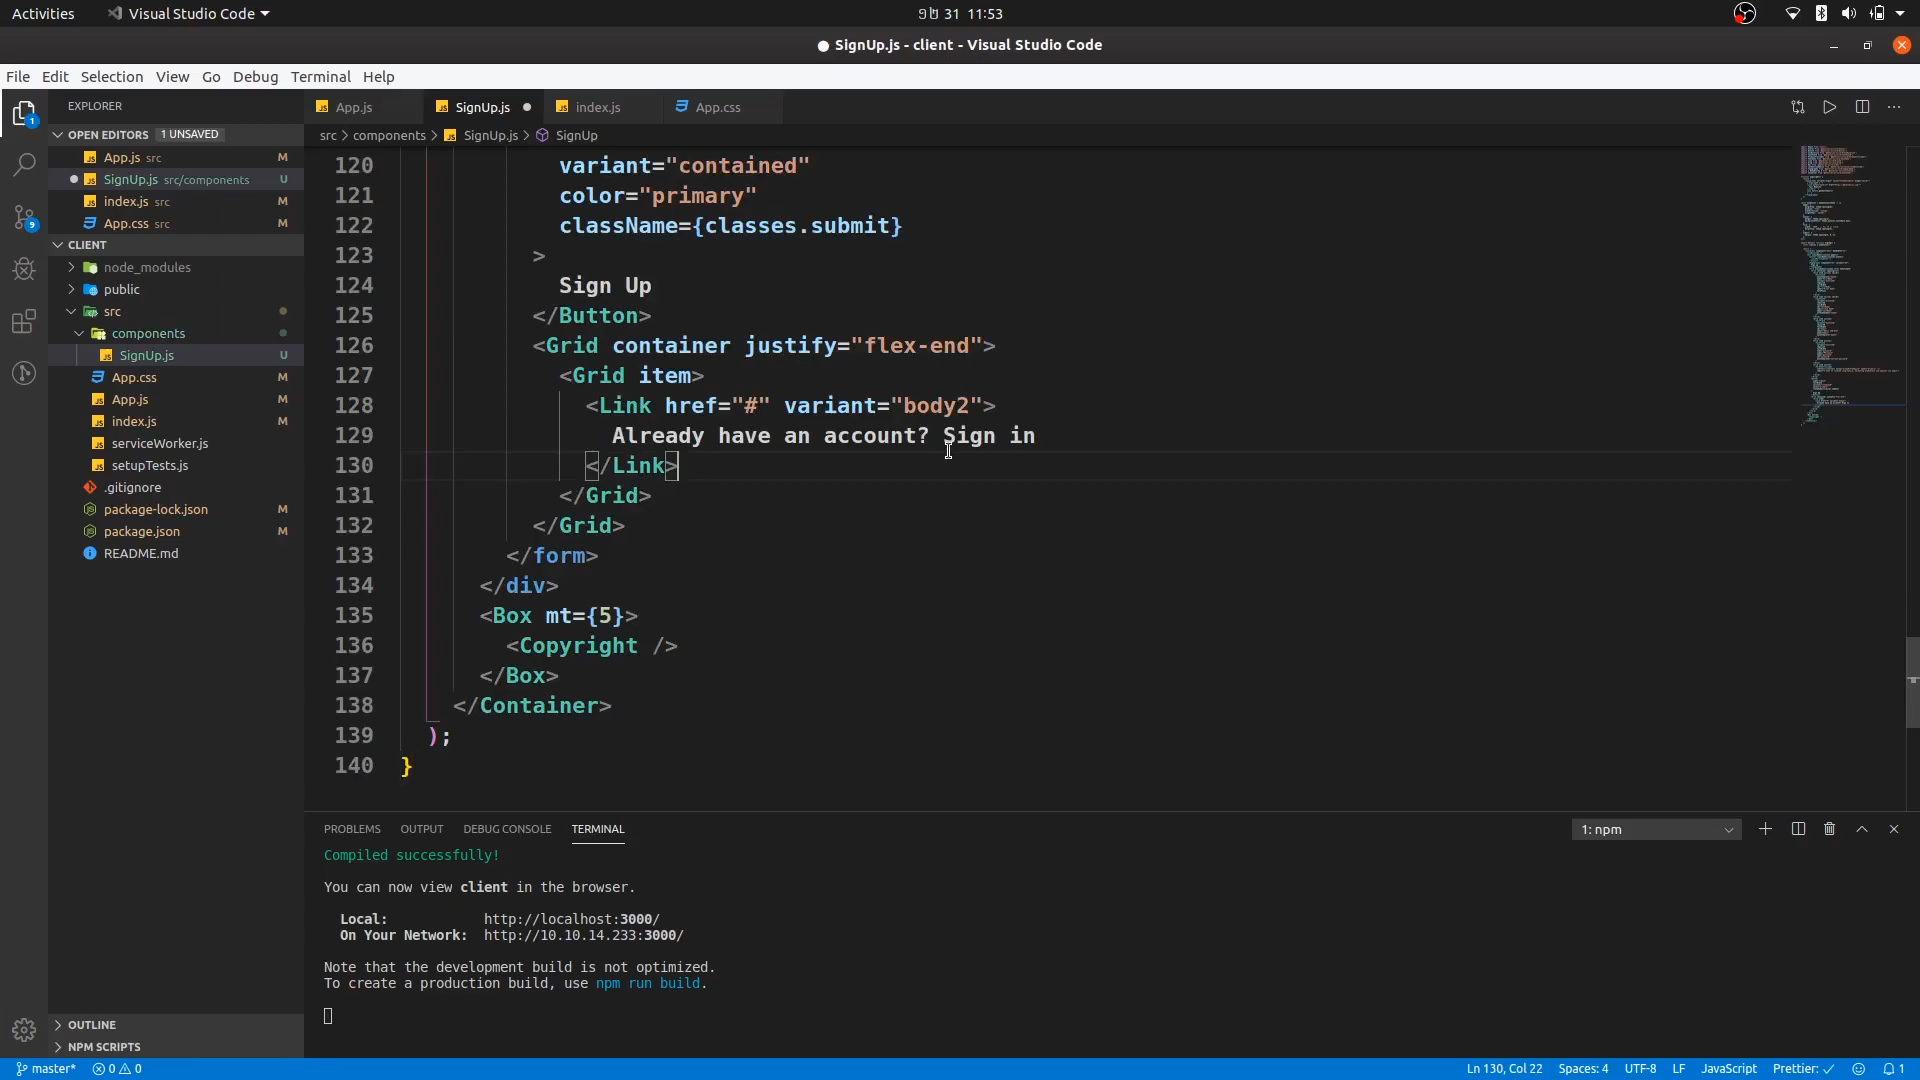 Activities
Visual Studio Code
ปปี 31 11:53
SignUp.js - client - Visual Studio Code
File Edit Selection View Go Debug Terminal Help
EXPLORER
OPEN EDITORS 1 UNSAVED
App.js src M
SignUp.js src/components U
index.js src M
App.css src M
CLIENT
node_modules
public
src
components
SignUp.js U
App.css M
App.js M
index.js M
serviceWorker.js
setupTests.js
.gitignore
package-lock.json M
package.json M
README.md
OUTLINE
NPM SCRIPTS
App.js
SignUp.js
index.js
App.css
src > components > SignUp.js > SignUp
120 variant="contained"
121 color="primary"
122 className={classes.submit}
123 >
124 Sign Up
125 </Button>
126 <Grid container justify="flex-end">
127 <Grid item>
128 <Link href="#" variant="body2">
129 Already have an account? Sign in
130 </Link>
131 </Grid>
132 </Grid>
133 </form>
134 </div>
135 <Box mt={5}>
136 <Copyright />
137 </Box>
138 </Container>
139 );
140 }
PROBLEMS OUTPUT DEBUG CONSOLE TERMINAL
1: npm
Compiled successfully!
You can now view client in the browser.
Local: http://localhost:3000/
On Your Network: http://10.10.14.233:3000/
Note that the development build is not optimized.
To create a production build, use npm run build.
master* 0 0
Ln 130, Col 22 Spaces: 4 UTF-8 LF JavaScript Prettier: ✓ 1